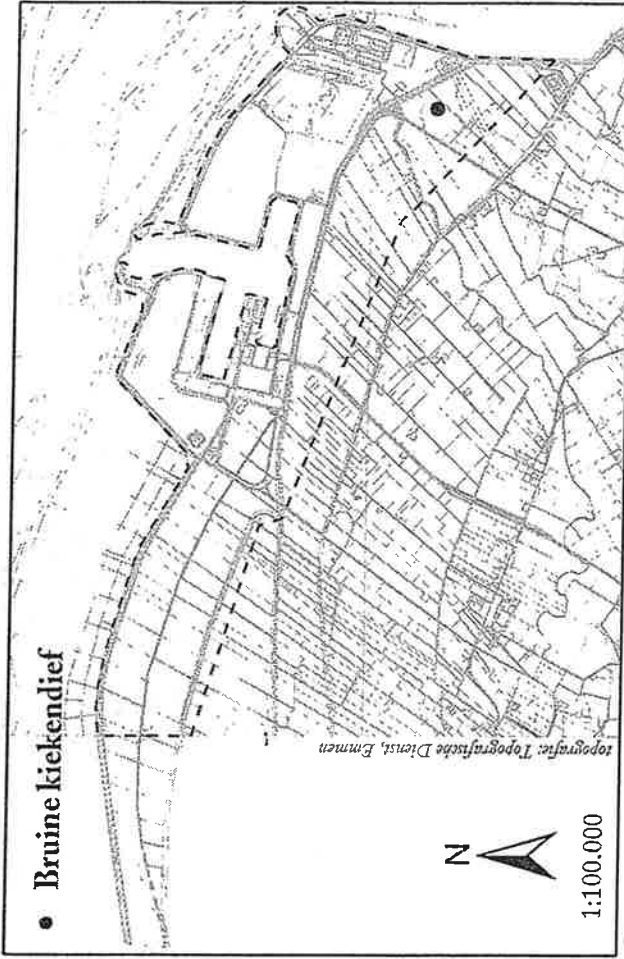 Bruine kiekendief
topografie: Topografische Dienst, Emmen
N
1:100.000